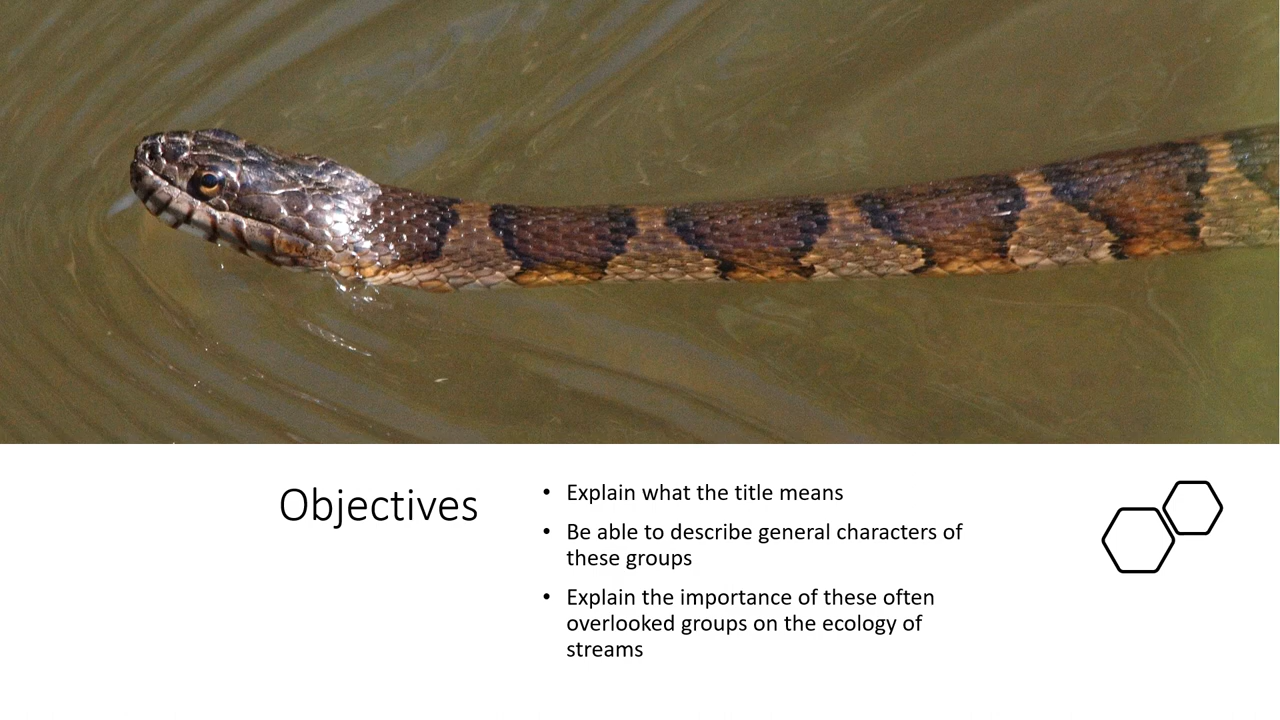 Objectives
• Explain what the title means
• Be able to describe general characters of
these groups
• Explain the importance of these often
overlooked groups on the ecology of
streams